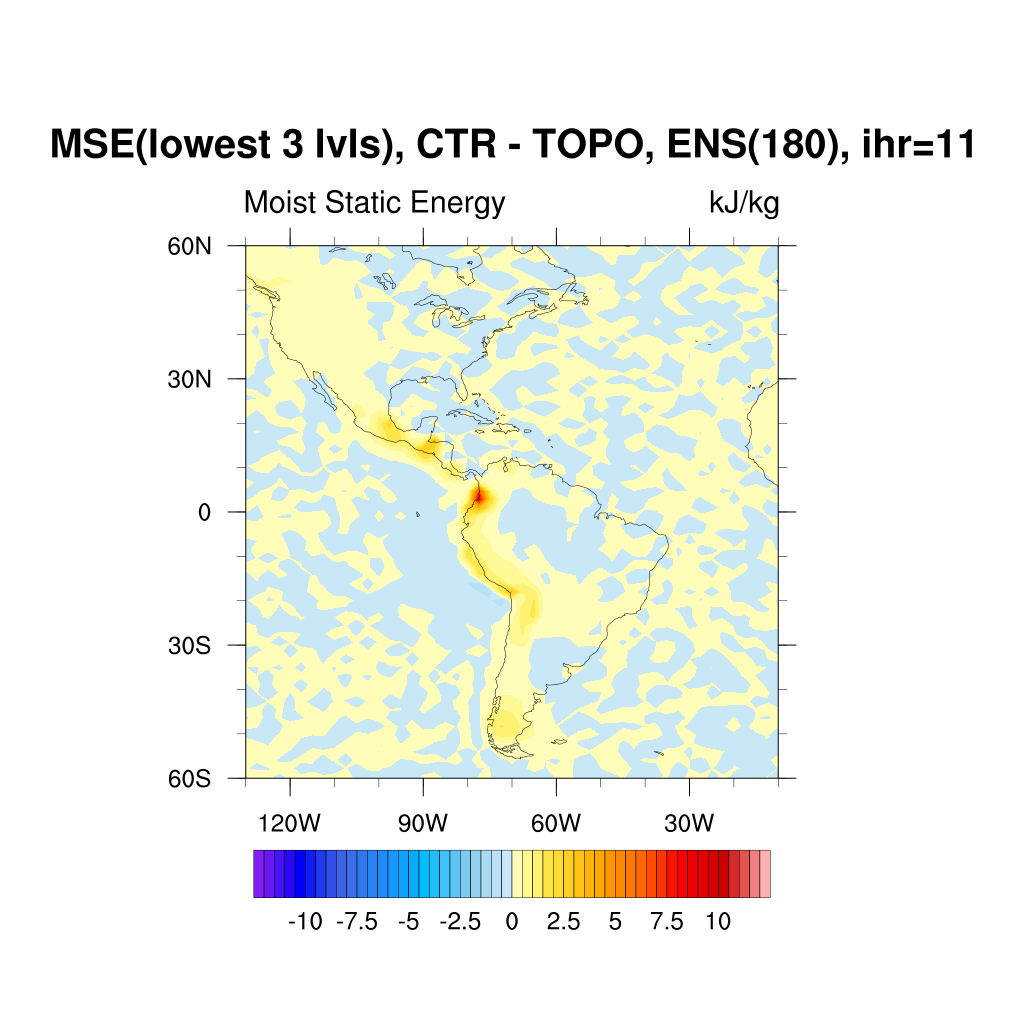 MSE(lowest 3 lvls), CTR - TOPO, ENS(180), ihr=11
Moist Static Energy kJ/kg
60N
30N
0
30S
60S
120W 90W 60W 30W
-10 -7.5 -5 -2.5 0 2.5 5 7.5 10